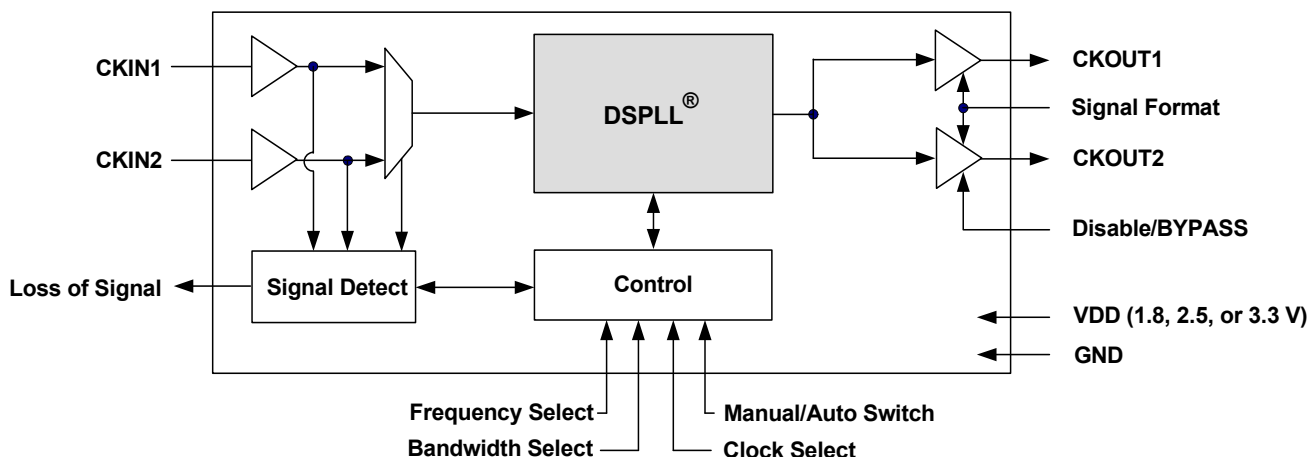 CKIN1
CKIN2
DSPLL®
CKOUT1
Signal Format
CKOUT2
Disable/BYPASS
Loss of Signal
Signal Detect
Control
VDD (1.8, 2.5, or 3.3 V)
GND
Frequency Select
Manual/Auto Switch
Bandwidth Select
Clock Select